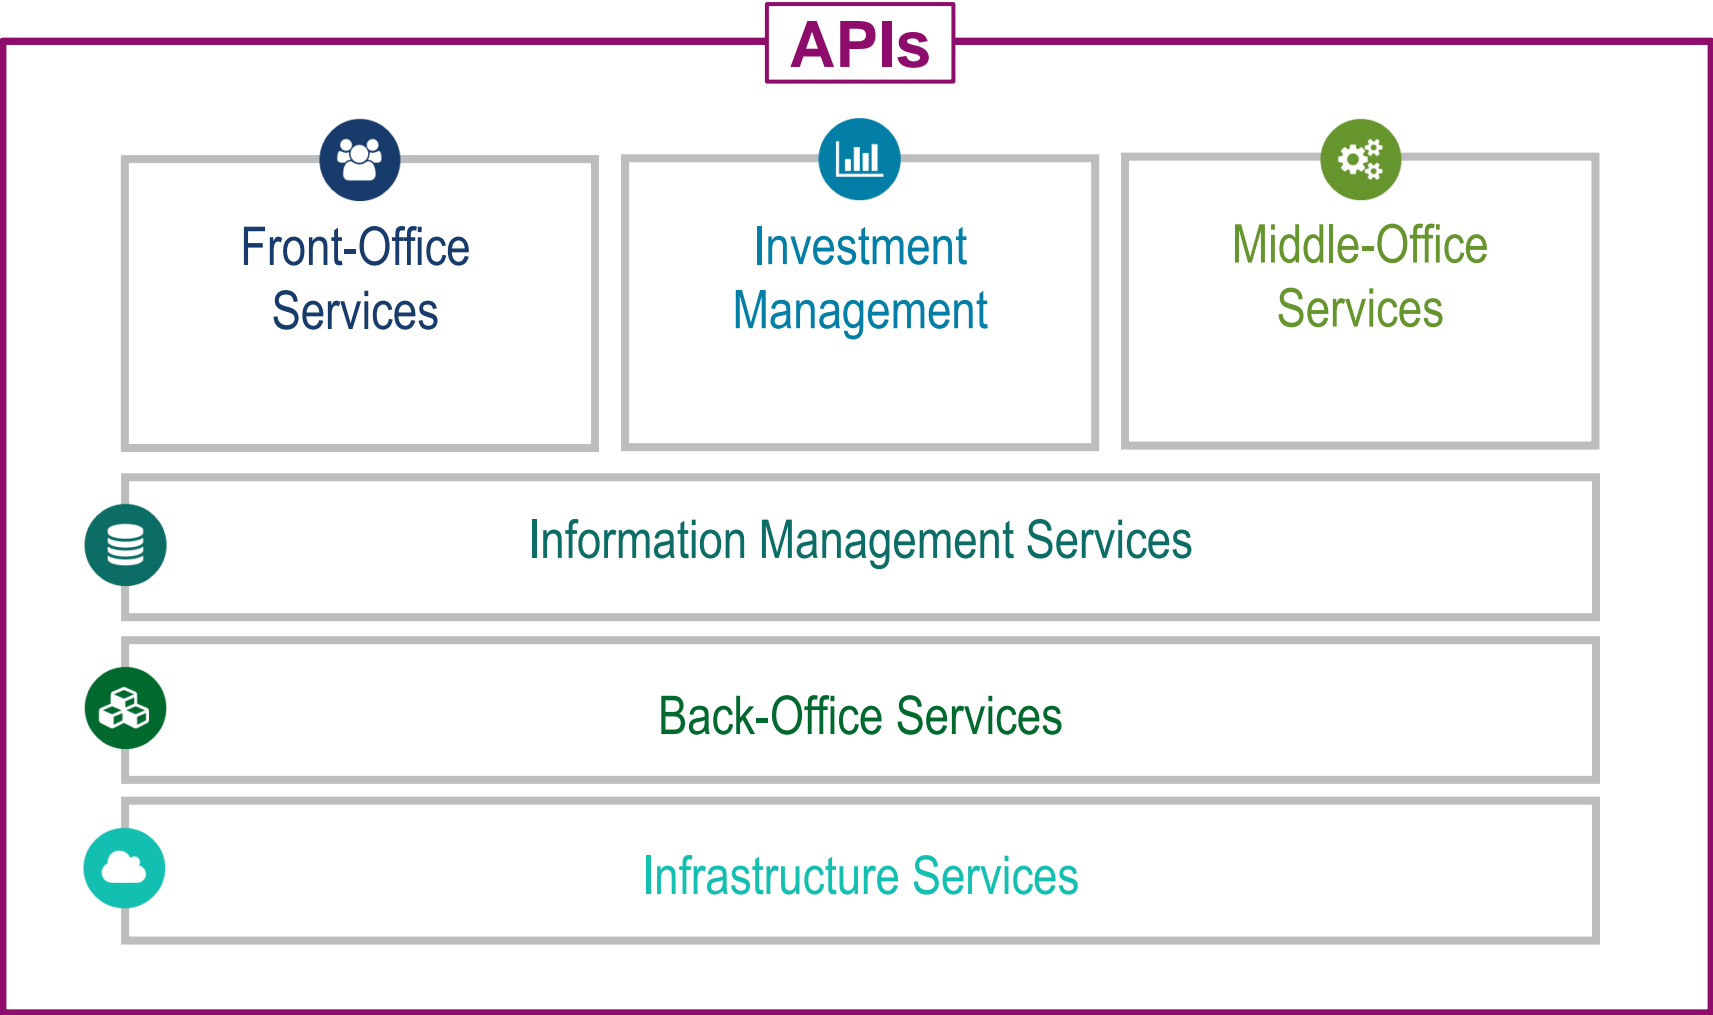 APIs
Front-Office
Services
Investment
Management
Middle-Office
Services
Information Management Services
Back-Office Services
Infrastructure Services